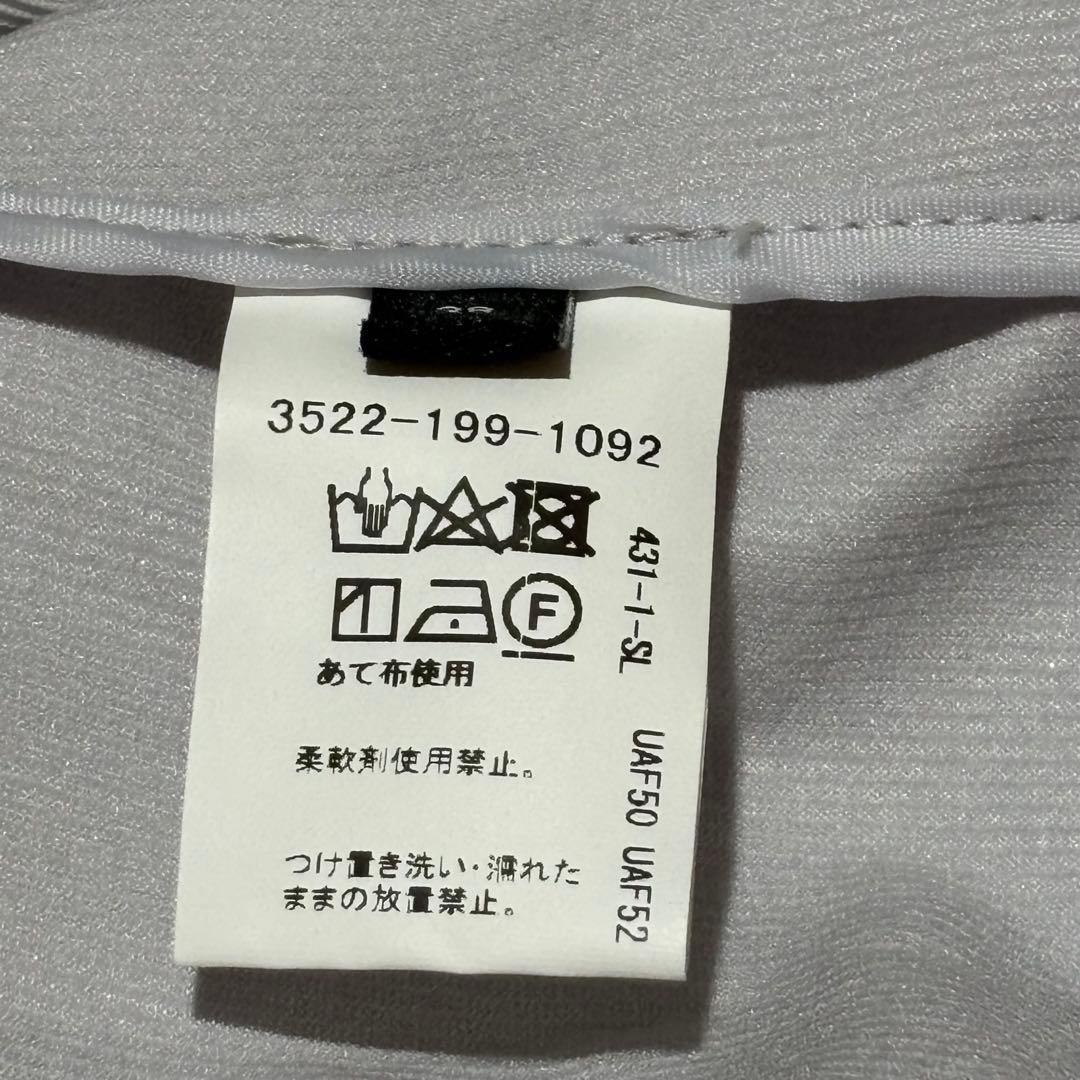 3522-199-1092
F
あて布使用
柔軟剤使用禁止。
つけ置き洗い・濡れた
ままの放置禁止。
431-1-SL UAF50 UAF52